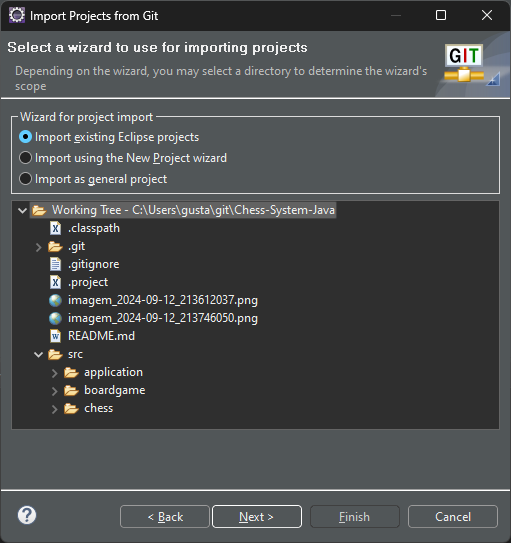 Import Projects from Git
Select a wizard to use for importing projects
GIT
Depending on the wizard, you may select a directory to determine the wizard's
scope
Wizard for project import
Import existing Eclipse projects
Import using the New Project wizard
Import as general project
Working Tree - C:\Users\gusta\git\Chess-System-Java
.classpath
.git
.gitignore
.project
imagem_2024-09-12_213612037.png
imagem_2024-09-12_213746050.png
README.md
src
application
boardgame
chess
? < Back Next > Finish Cancel